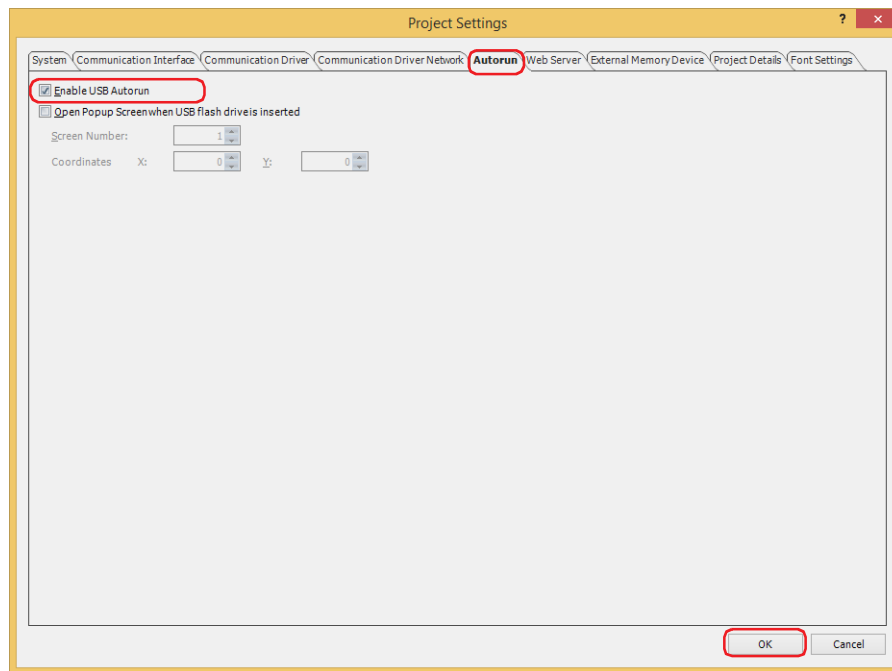 Project Settings
?
System Communication Interface Communication Driver Communication Driver Network Autorun Web Server External Memory Device Project Details Font Settings
Enable USB Autorun
Open Popup Screen when USB flash drive is inserted
Screen Number: 1
Coordinates X: 0 Y: 0
OK Cancel